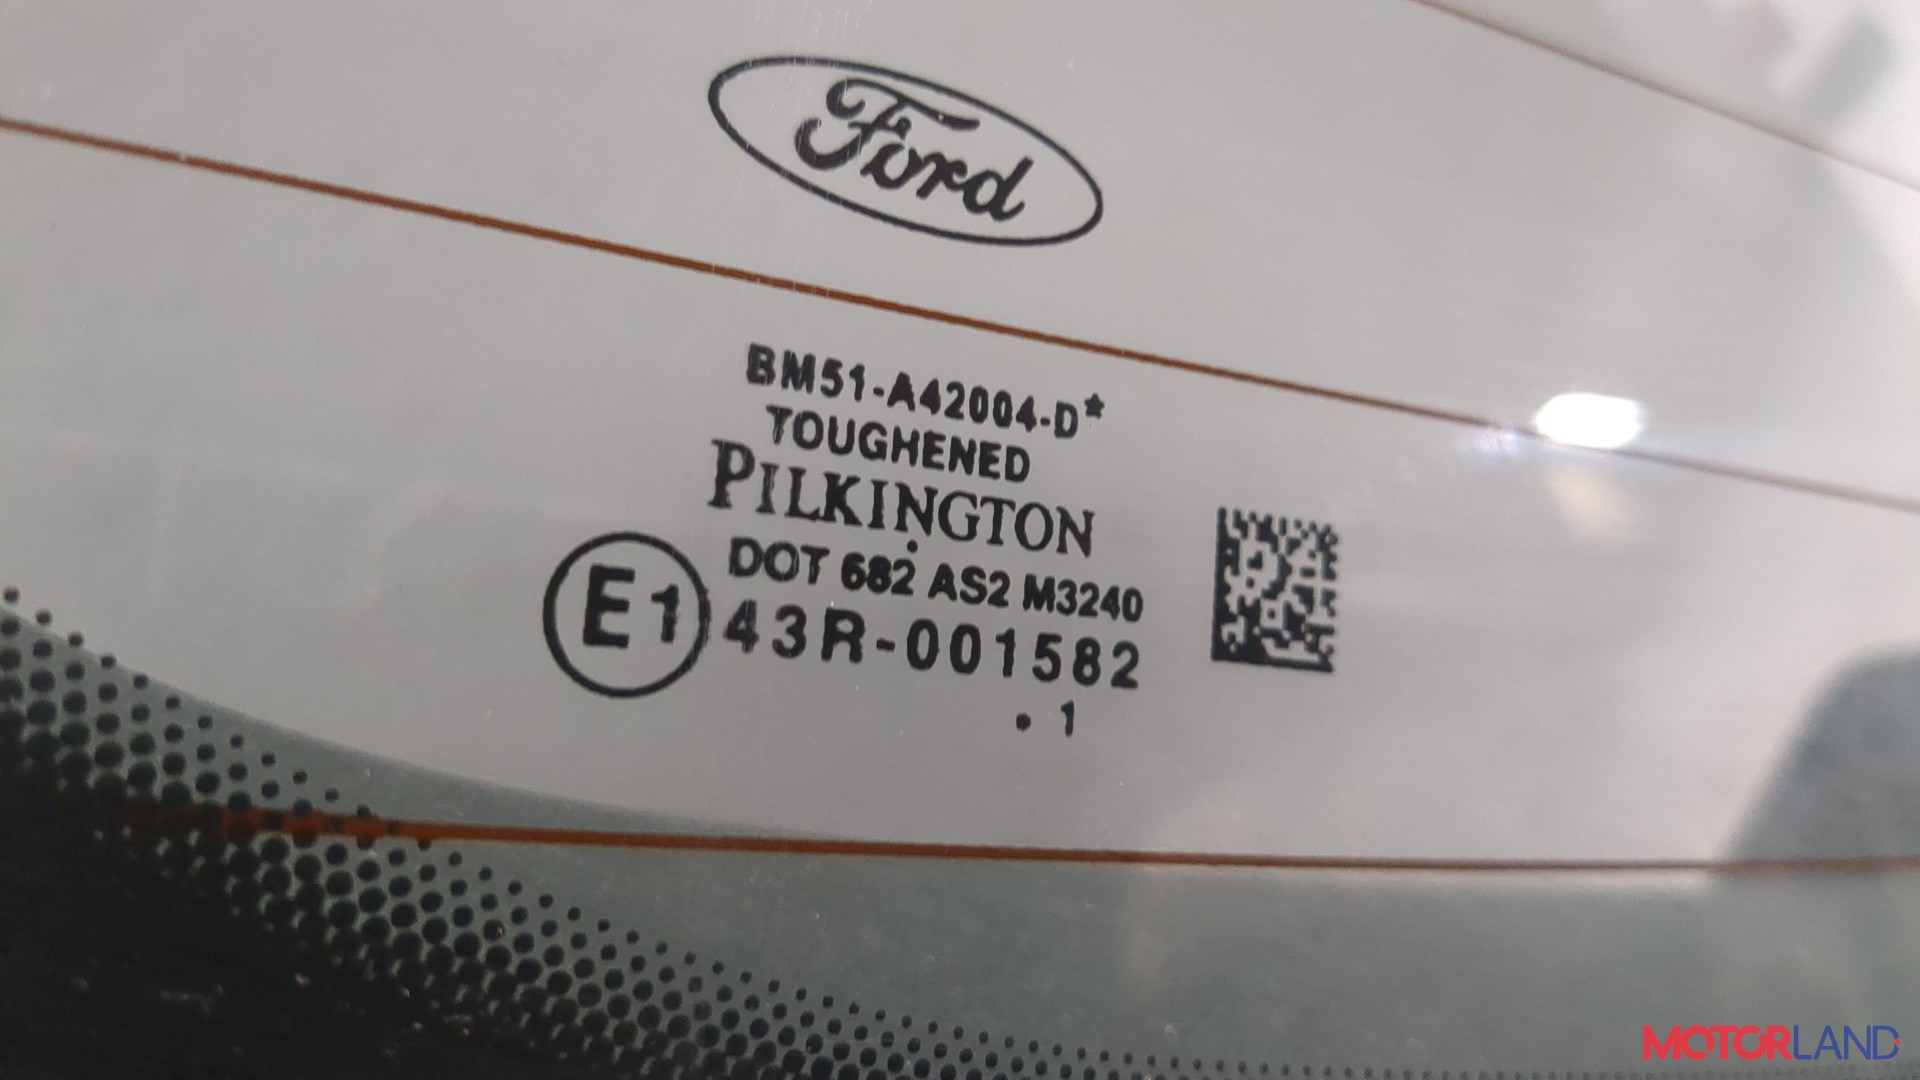 Ford
BM51-A42004-D*
TOUGHENED
PILKINGTON
DOT 682 AS2 M3240
E1 43R-001582
. 1
MOTORLAND